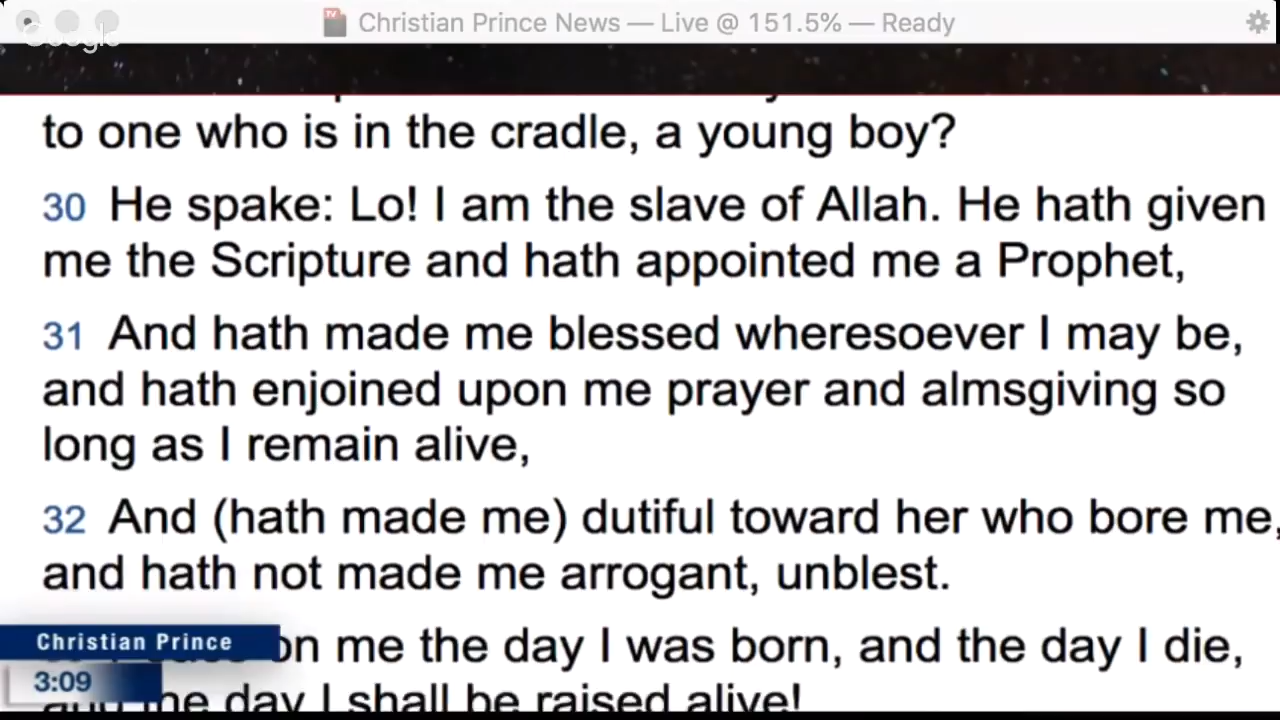 Christian Prince News — Live @ 151.5% — Ready
Google
to one who is in the cradle, a young boy?
30 He spake: Lo! I am the slave of Allah. He hath given
me the Scripture and hath appointed me a Prophet,
31 And hath made me blessed wheresoever I may be,
and hath enjoined upon me prayer and almsgiving so
long as I remain alive,
32 And (hath made me) dutiful toward her who bore me,
and hath not made me arrogant, unblest.
on me the day I was born, and the day I die,
the day I shall be raised alive!
Christian Prince
3:09